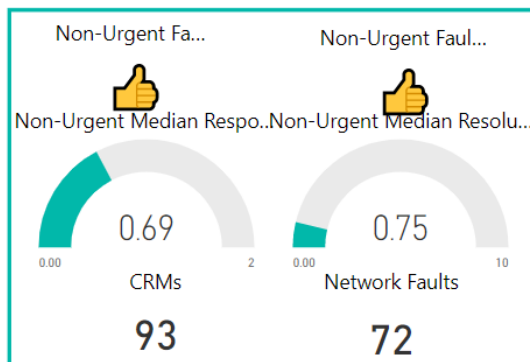 Non-Urgent Fa...
Non-Urgent Faul...
Non-Urgent Median Respo...
Non-Urgent Median Resolu...
0.69
0.75
0.00
2
0.00
10
CRMs
Network Faults
93
72